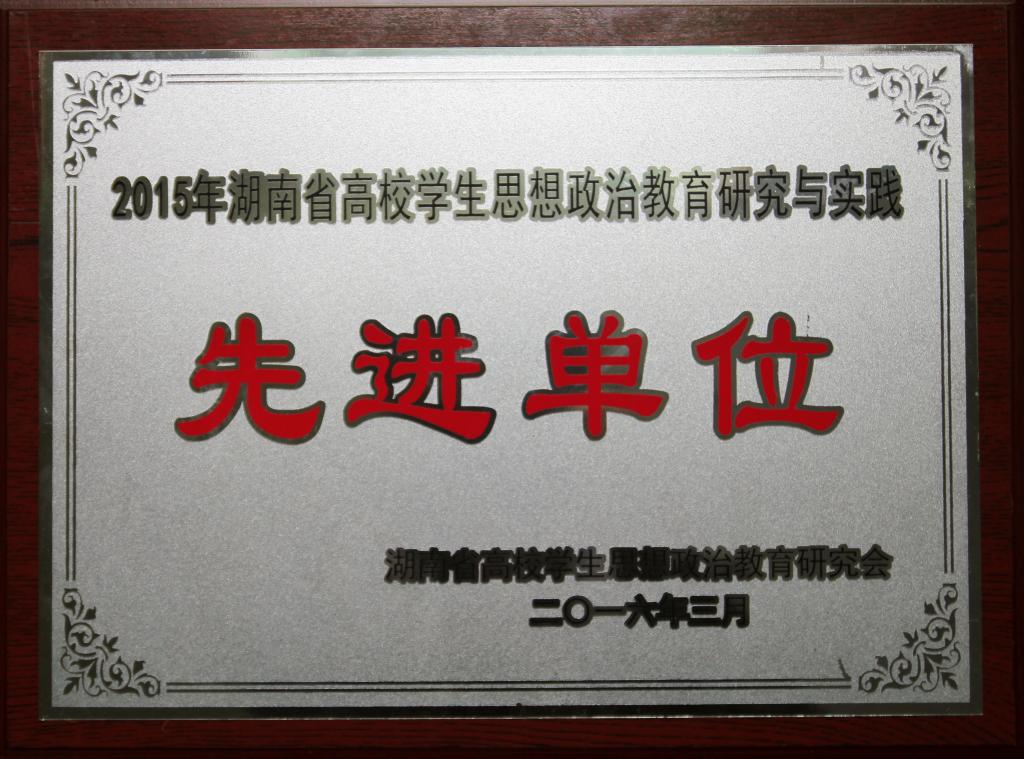 2015年湖南省高校学生思想政治教育研究与实践
先进单位
湖南省高校学生思想政治教育研究会
二〇一六年三月